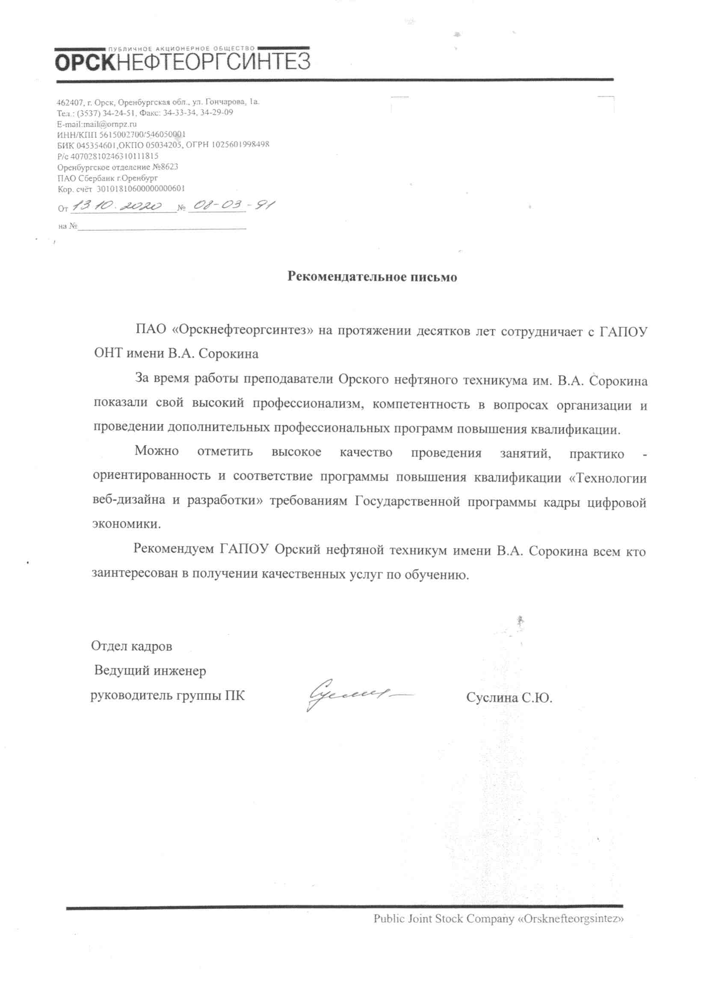 ПУБЛИЧНОЕ АКЦИОНЕРНОЕ ОБЩЕСТВО
ОРСКНЕФТЕОРГСИНТЕЗ
462407, г. Орск, Оренбургская обл., ул. Гончарова, 1а.
Тел.: (3537) 34-24-51, Факс: 34-33-34, 34-29-09
E-mail:mail@ornpz.ru
ИНН/КПП 5615002700/546050001
БИК 045354601,ОКПО 05034205, ОГРН 1025601998498
Р/с 40702810246310111815
Оренбургское отделение №8623
ПАО Сбербанк г.Оренбург
Кор. счёт 30101810600000000601
От 13 10. 2020 № 08-03-91
на №
Рекомендательное письмо
ПАО «Орскнефтеоргсинтез» на протяжении десятков лет сотрудничает с ГАПОУ
ОНТ имени В.А. Сорокина
За время работы преподаватели Орского нефтяного техникума им. В.А. Сорокина
показали свой высокий профессионализм, компетентность в вопросах организации и
проведении дополнительных профессиональных программ повышения квалификации.
Можно отметить высокое качество проведения занятий, практико -
ориентированность и соответствие программы повышения квалификации «Технологии
веб-дизайна и разработки» требованиям Государственной программы кадры цифровой
экономики.
Рекомендуем ГАПОУ Орский нефтяной техникум имени В.А. Сорокина всем кто
заинтересован в получении качественных услуг по обучению.
Отдел кадров
Ведущий инженер
руководитель группы ПК Суслина С.Ю.
Public Joint Stock Company «Orsknefteorgsintez»